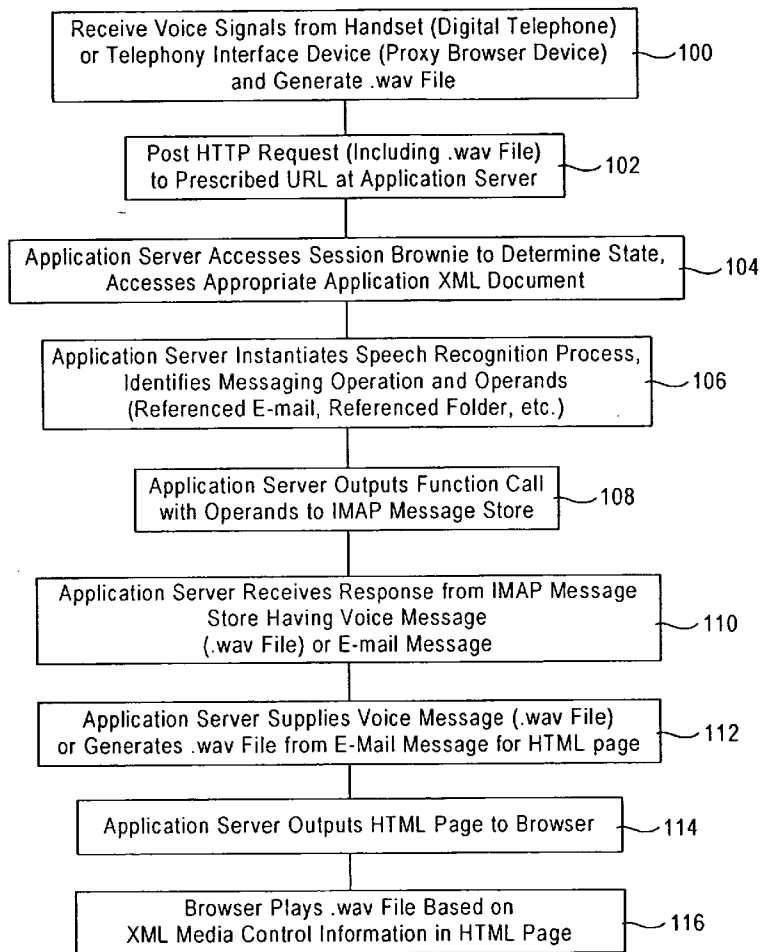 Receive Voice Signals from Handset (Digital Telephone)
or Telephony Interface Device (Proxy Browser Device)
and Generate .wav File
100
Post HTTP Request (Including .wav File)
to Prescribed URL at Application Server
102
Application Server Accesses Session Brownie to Determine State,
Accesses Appropriate Application XML Document
104
Application Server Instantiates Speech Recognition Process,
Identifies Messaging Operation and Operands
(Referenced E-mail, Referenced Folder, etc.)
106
Application Server Outputs Function Call
with Operands to IMAP Message Store
108
Application Server Receives Response from IMAP Message
Store Having Voice Message
(.wav File) or E-mail Message
110
Application Server Supplies Voice Message (.wav File)
or Generates .wav File from E-Mail Message for HTML page
112
Application Server Outputs HTML Page to Browser
114
Browser Plays .wav File Based on
XML Media Control Information in HTML Page
116